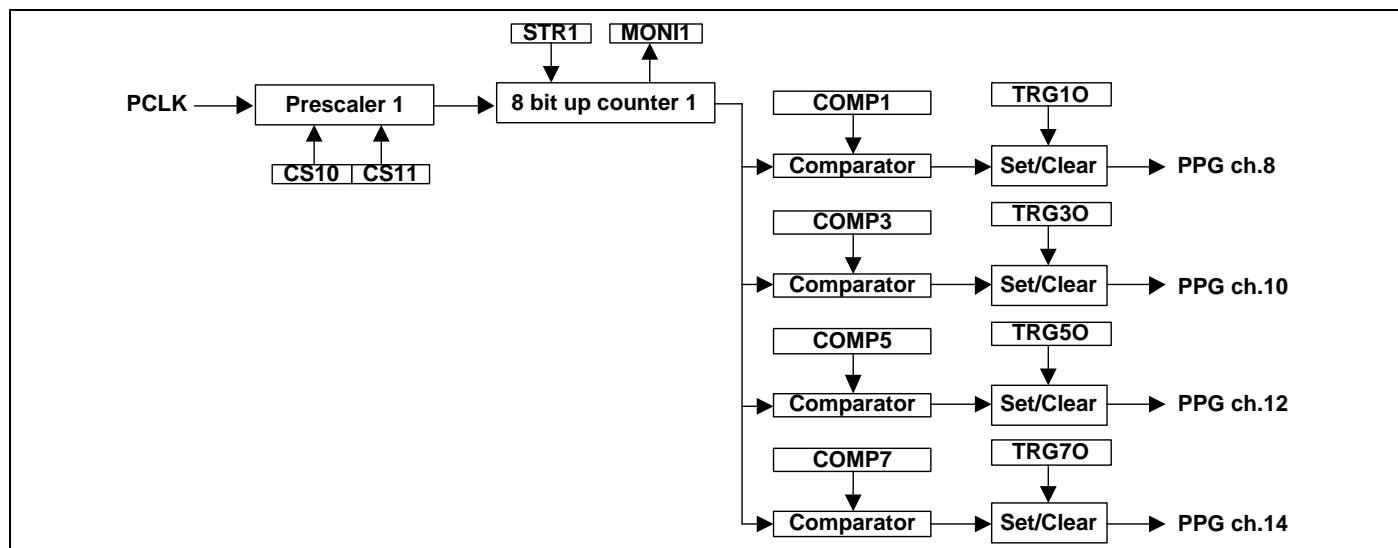 STR1 MONI1
PCLK Prescaler 1 8 bit up counter 1
CS10 CS11
COMP1 TRG1O
Comparator Set/Clear PPG ch.8
COMP3 TRG3O
Comparator Set/Clear PPG ch.10
COMP5 TRG5O
Comparator Set/Clear PPG ch.12
COMP7 TRG7O
Comparator Set/Clear PPG ch.14